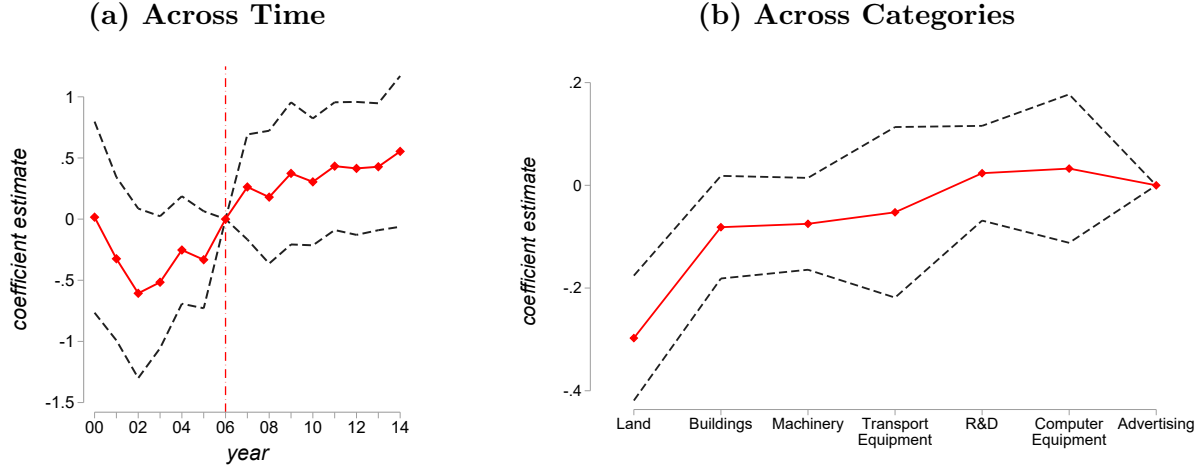 (a) Across Time
1
.5
0
-.5
-1
-1.5
coefficient estimate
00 02 04 06 08 10 12 14
year
(b) Across Categories
.2
0
-.2
-.4
coefficient estimate
Land Buildings Machinery Transport R&D Computer Advertising
Equipment Equipment